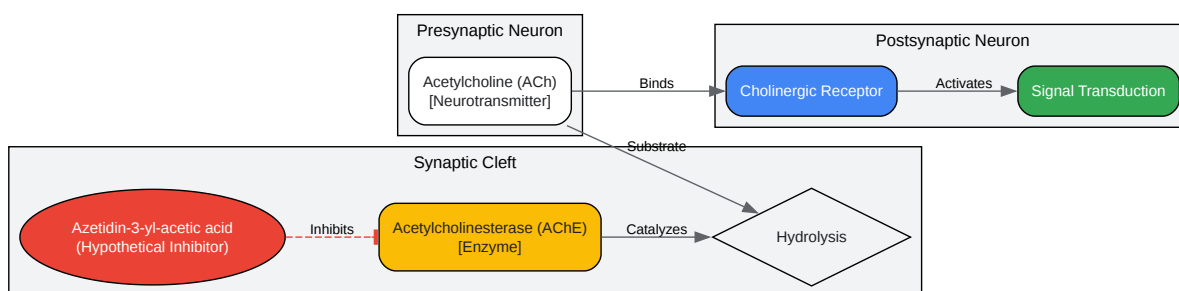 Presynaptic Neuron
Acetylcholine (ACh)
[Neurotransmitter]
Binds
Postsynaptic Neuron
Cholinergic Receptor
Activates
Signal Transduction
Substrate
Synaptic Cleft
Azetidin-3-yl-acetic acid
(Hypothetical Inhibitor)
Inhibits
Acetylcholinesterase (AChE)
[Enzyme]
Catalyzes
Hydrolysis